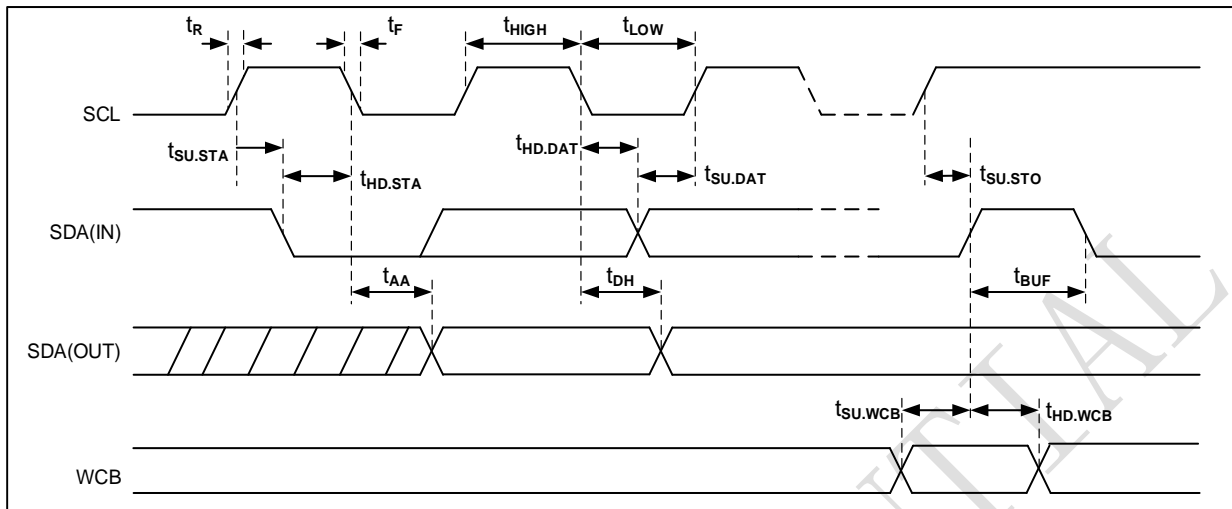 tR tF tHIGH tLOW
SCL
tSU.STA tHD.STA tHD.DAT tSU.DAT tSU.STO
SDA(IN)
tAA tDH tBUF
SDA(OUT)
tSU.WCB tHD.WCB
WCB
NTIAL